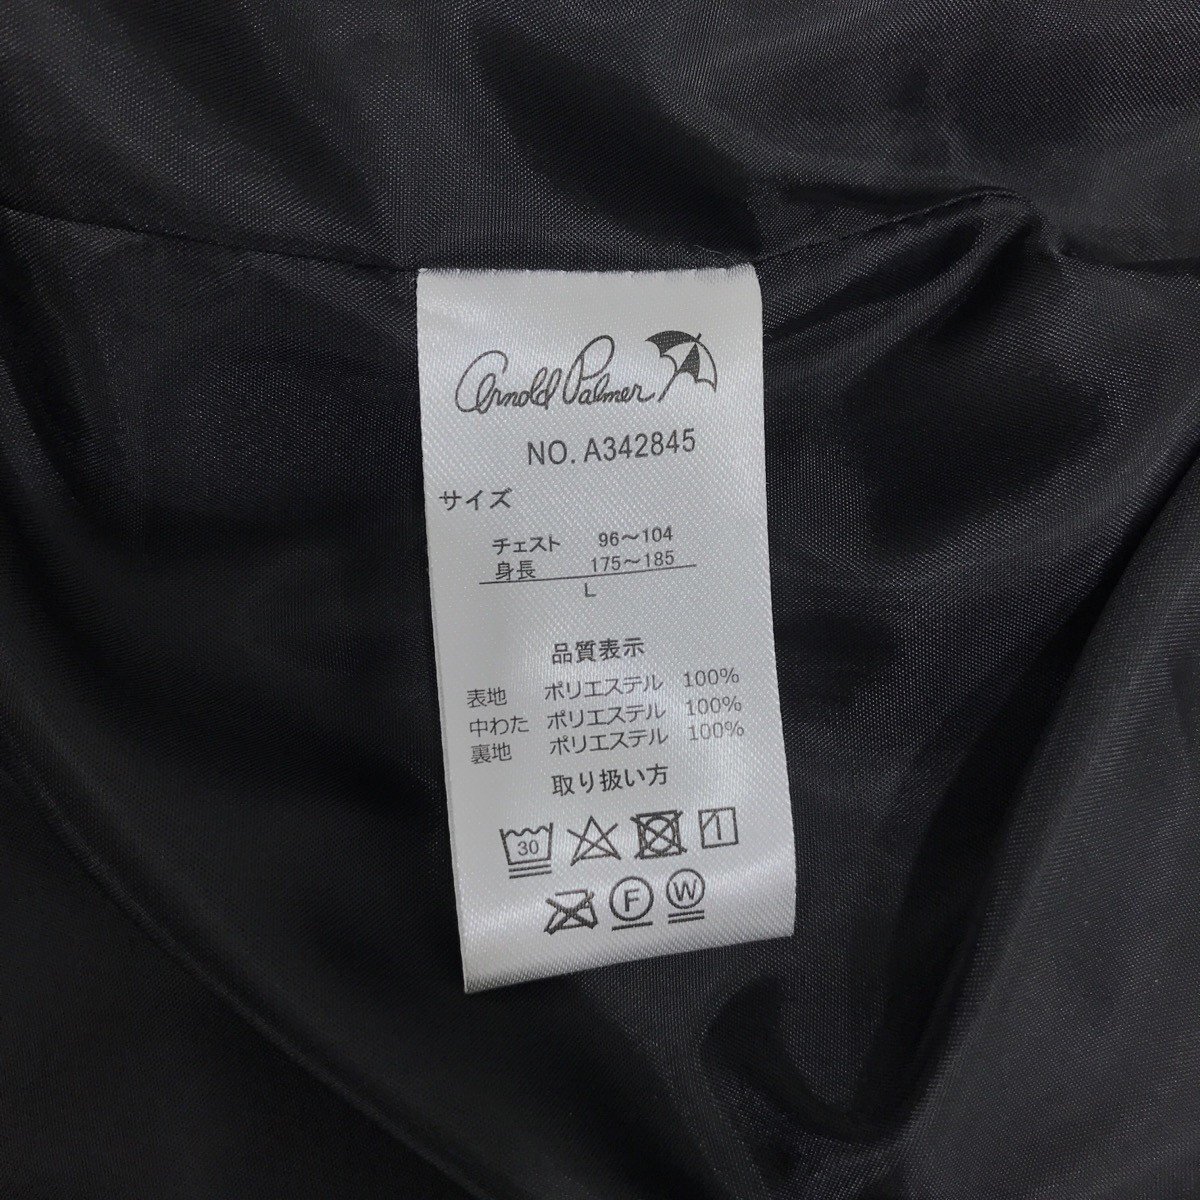 Arnold Palmer
NO. A342845
サイズ
チェスト 96～104
身長 175～185
L
品質表示
表地 ポリエステル 100%
中わた ポリエステル 100%
裏地 ポリエステル 100%
取り扱い方
30
F W